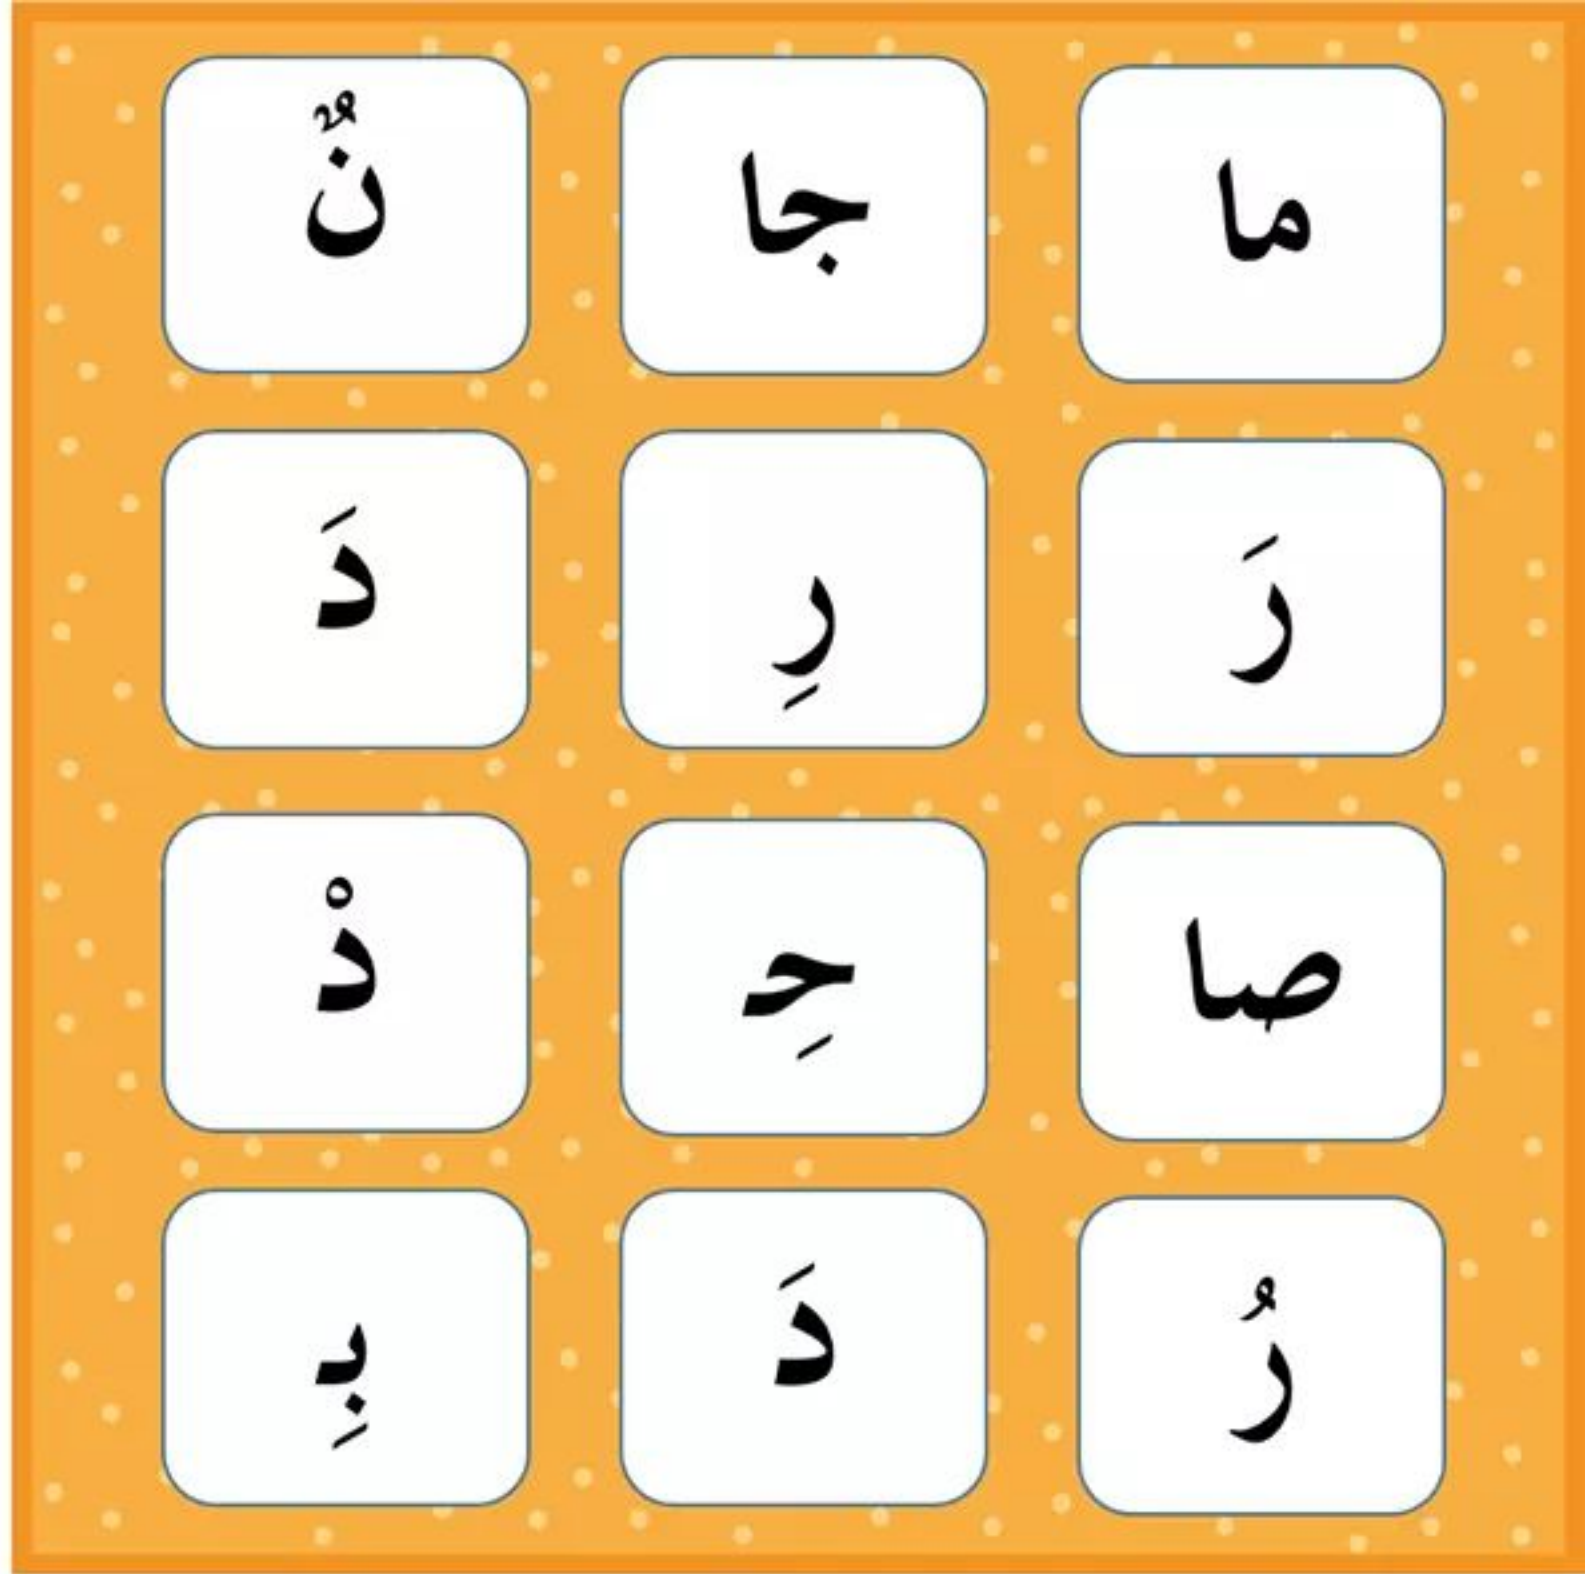 ما جا نٌ
رَ رِ دَ
صا حِـ دْ
رُ دَ بِـ